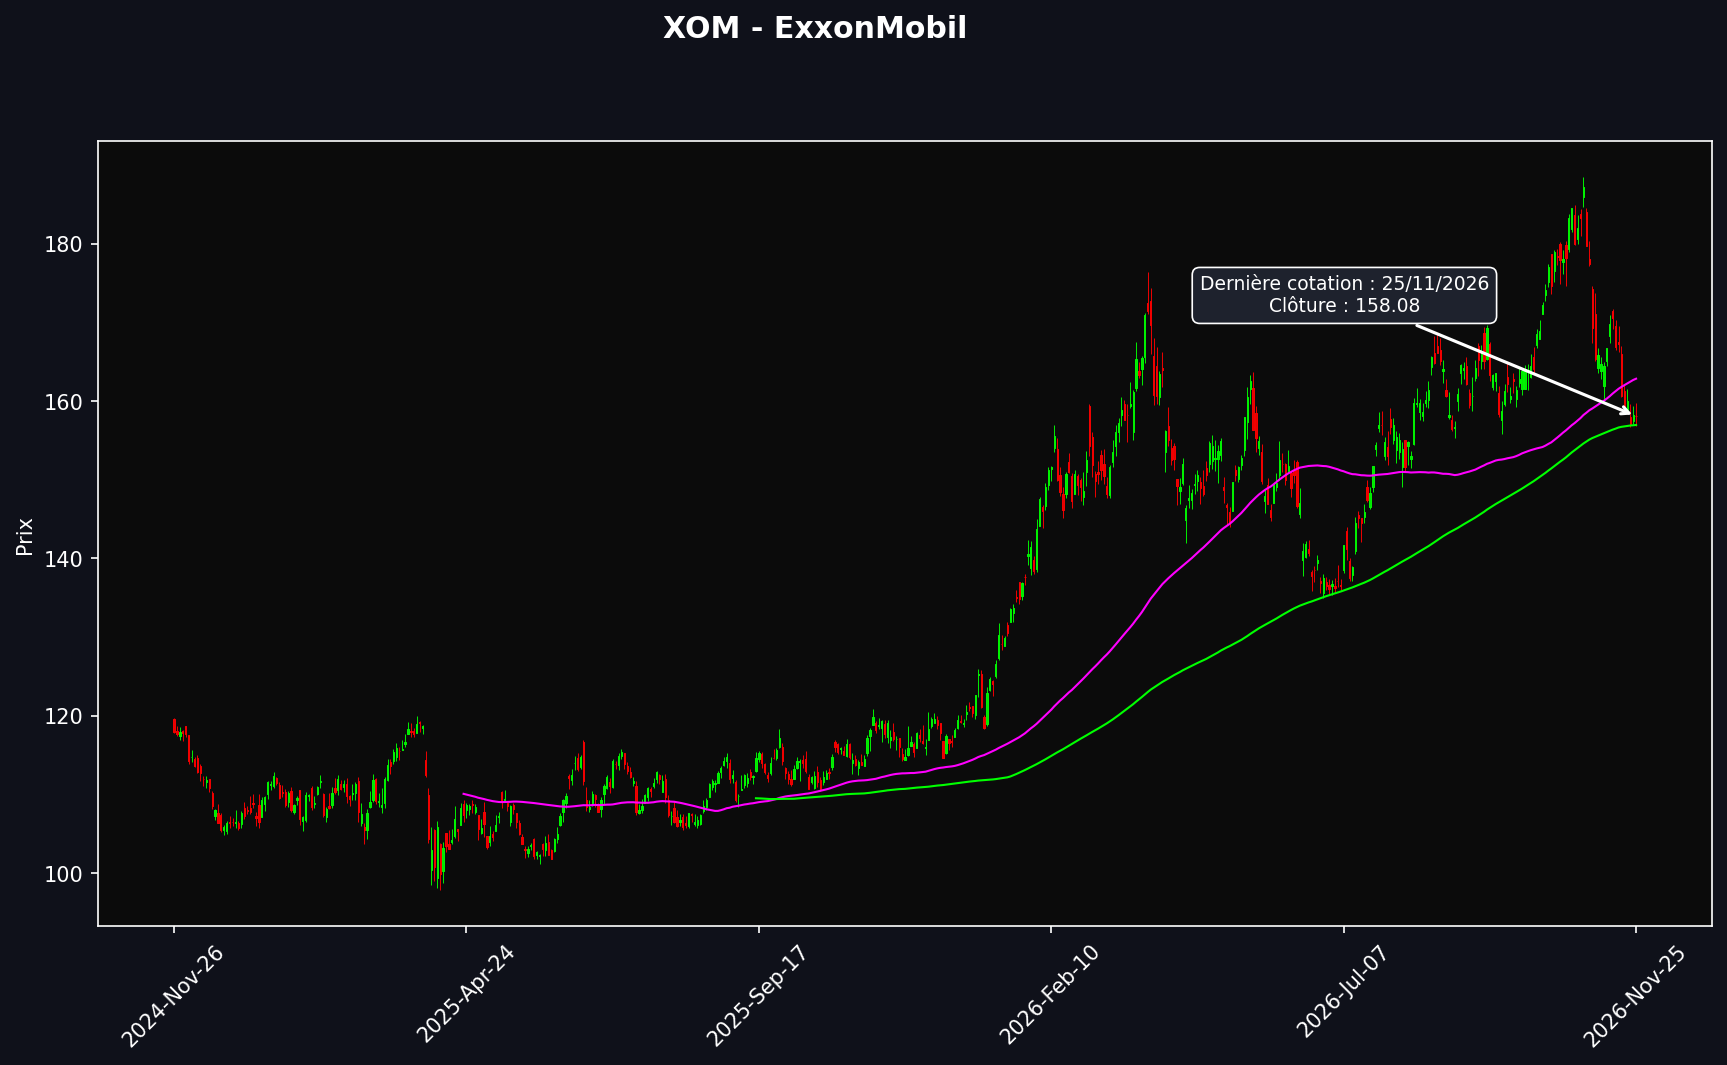 XOM - ExxonMobil
Prix
180
160
140
120
100
Dernière cotation : 25/11/2026
Clôture : 158.08
2024-Nov-26
2025-Apr-24
2025-Sep-17
2026-Feb-10
2026-Jul-07
2026-Nov-25